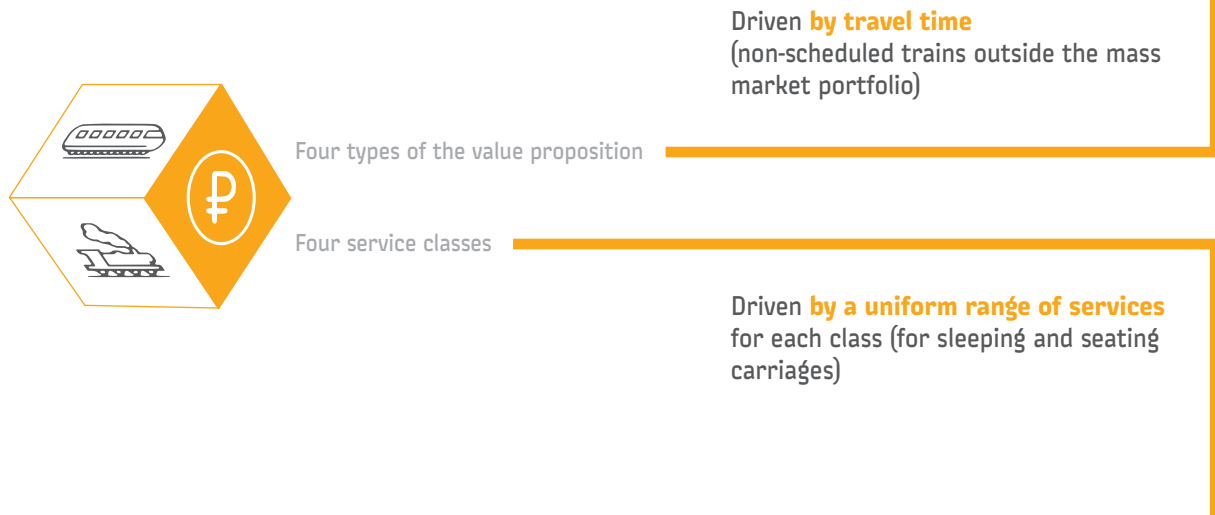 Driven by travel time
(non-scheduled trains outside the mass
market portfolio)
Four types of the value proposition
₽
Four service classes
Driven by a uniform range of services
for each class (for sleeping and seating
carriages)